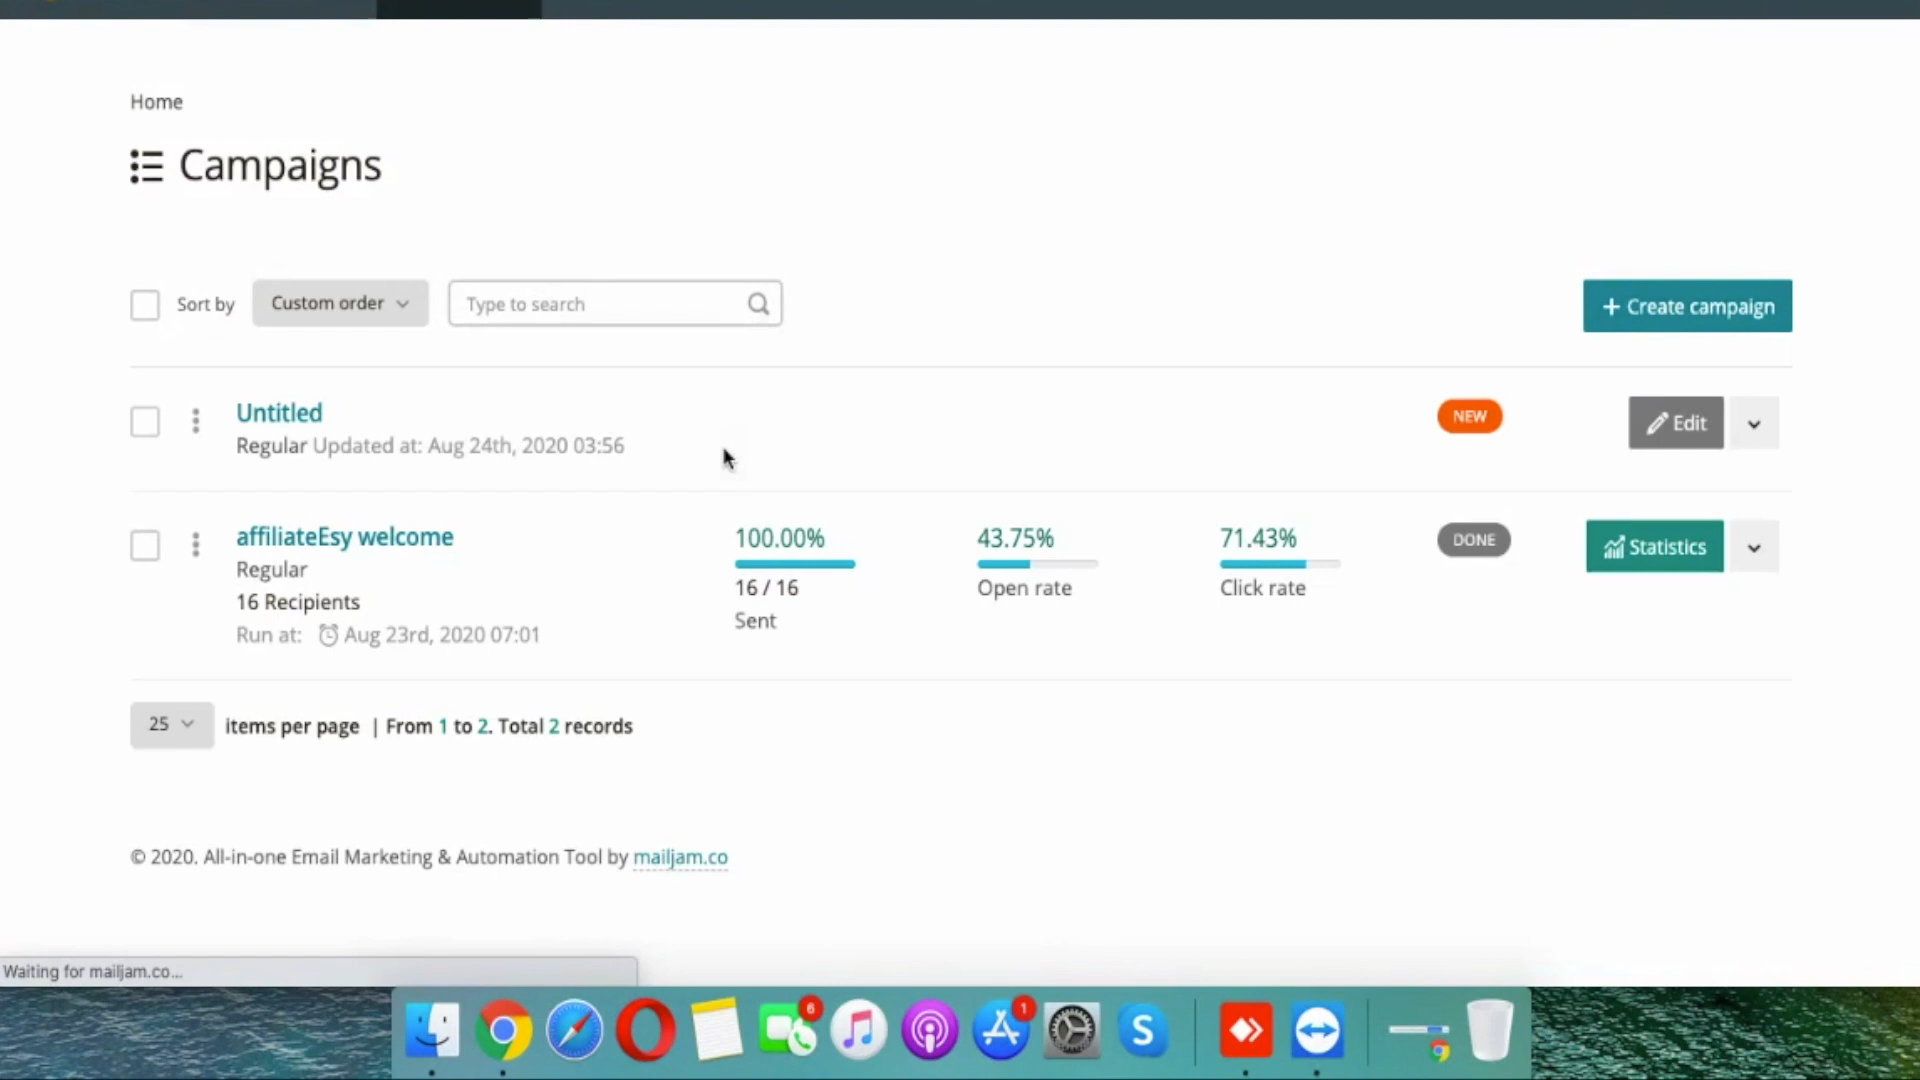 Home
Campaigns
Sort by Custom order Type to search + Create campaign
Untitled NEW Edit
Regular Updated at: Aug 24th, 2020 03:56
affiliateEsy welcome 100.00% 43.75% 71.43% DONE Statistics
Regular 16 / 16 Open rate Click rate
16 Recipients Sent
Run at: Aug 23rd, 2020 07:01
25 items per page | From 1 to 2. Total 2 records
© 2020. All-in-one Email Marketing & Automation Tool by mailjam.co
Waiting for mailjam.co...
6 1
S